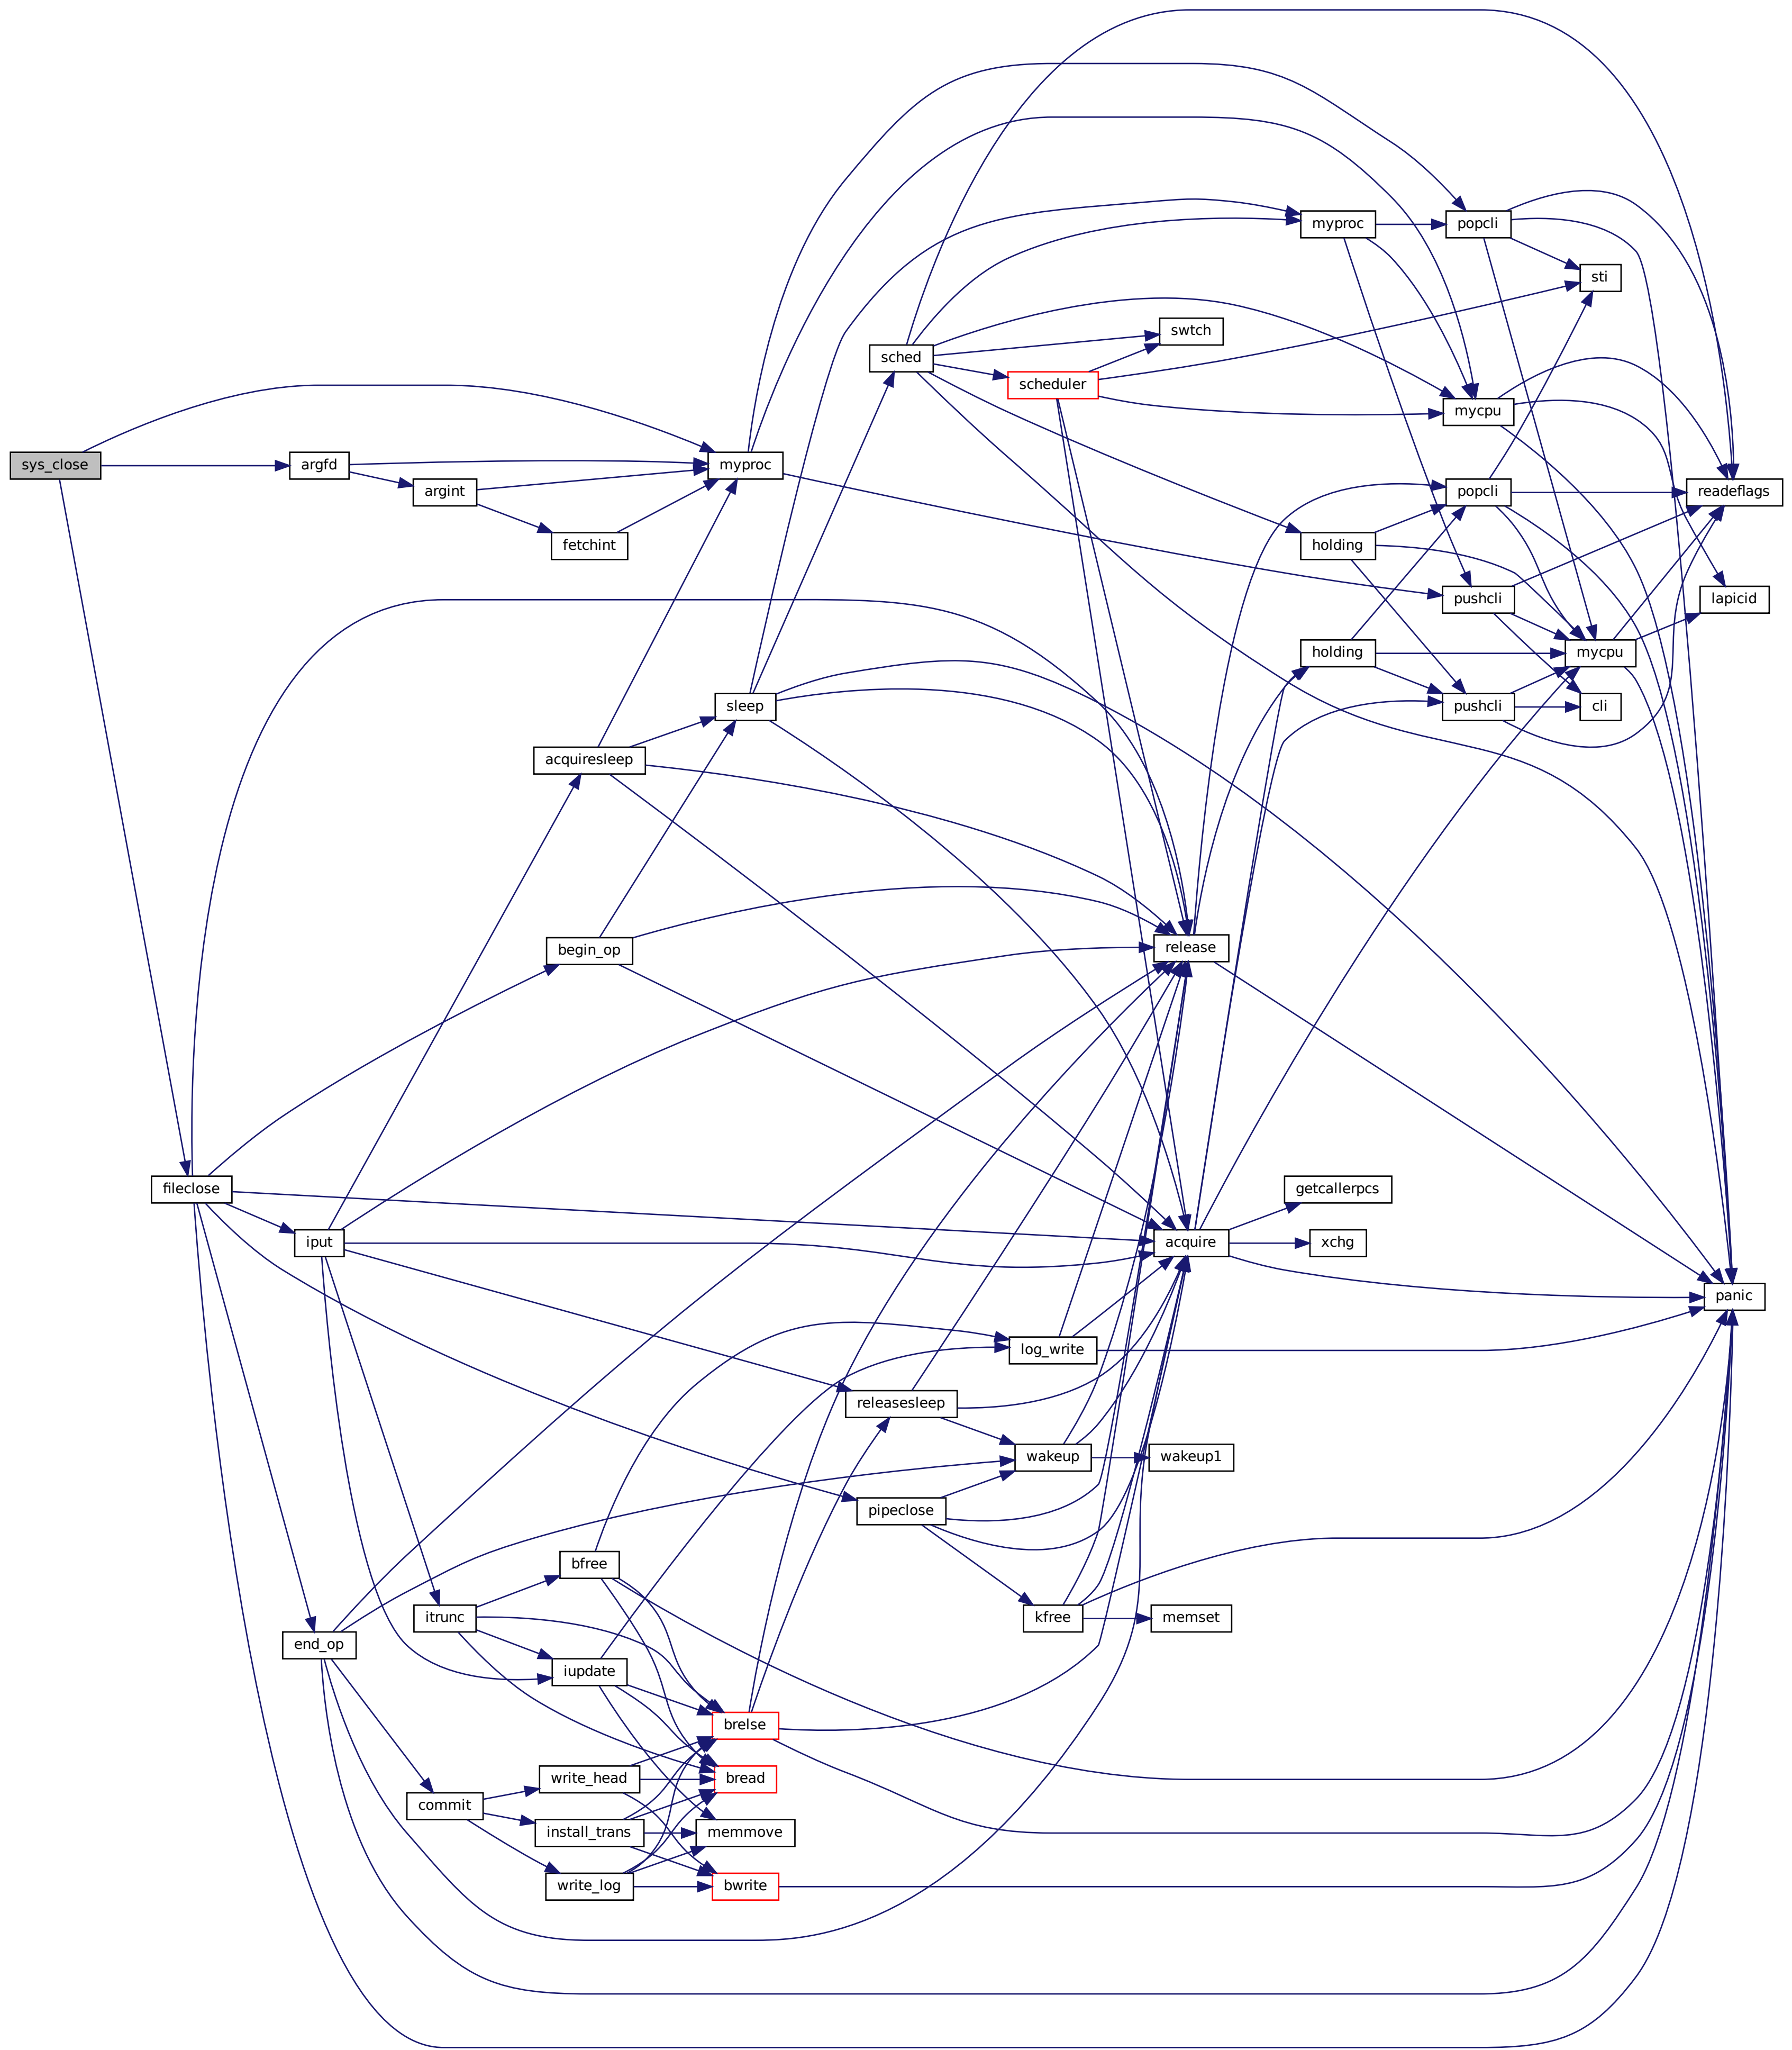 sys_close
argfd
argint
fetchint
myproc
sched
swtch
scheduler
myproc
popcli
sti
mycpu
popcli
readeflags
holding
pushcli
lapicid
holding
mycpu
pushcli
cli
sleep
acquiresleep
begin_op
release
fileclose
getcallerpcs
iput
acquire
xchg
panic
log_write
releasesleep
wakeup
wakeup1
pipeclose
bfree
itrunc
kfree
memset
end_op
iupdate
brelse
write_head
bread
commit
install_trans
memmove
write_log
bwrite